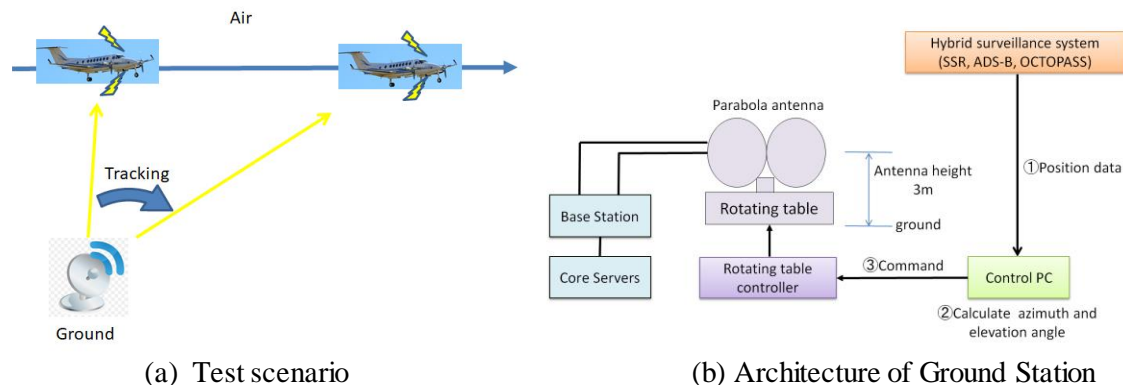 Air
Tracking
Ground
(a) Test scenario
Hybrid surveillance system
(SSR, ADS-B, OCTOPASS)
Parabola antenna
①Position data
Antenna height
3m
Base Station
Rotating table
ground
Core Servers
Rotating table
controller
③Command
Control PC
②Calculate azimuth and
elevation angle
(b) Architecture of Ground Station